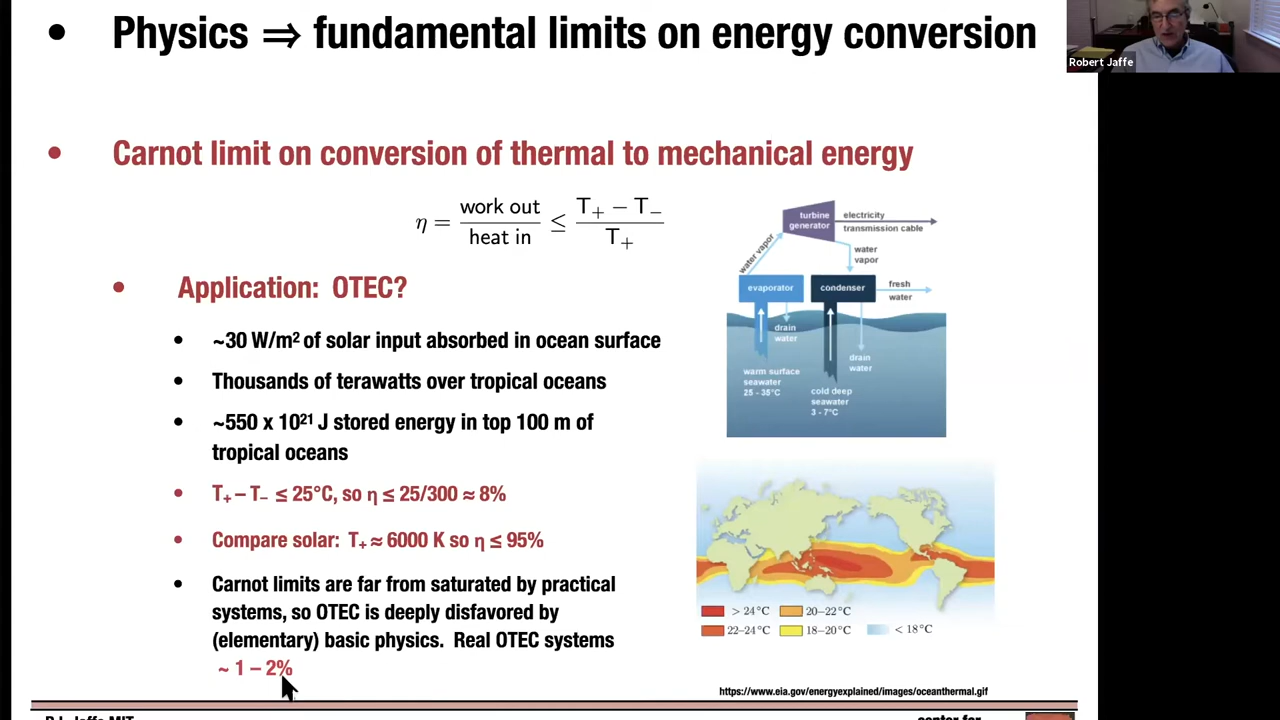 • Physics ⇒ fundamental limits on energy conversion
Robert Jaffe
• Carnot limit on conversion of thermal to mechanical energy
η = work out / heat in ≤ T₊ − T₋ / T₊
• Application: OTEC?
• ~30 W/m² of solar input absorbed in ocean surface
• Thousands of terawatts over tropical oceans
• ~550 x 10²¹ J stored energy in top 100 m of
tropical oceans
• T₊ – T₋ ≤ 25°C, so η ≤ 25/300 ≈ 8%
• Compare solar: T₊ ≈ 6000 K so η ≤ 95%
• Carnot limits are far from saturated by practical
systems, so OTEC is deeply disfavored by
(elementary) basic physics. Real OTEC systems
~ 1 – 2%
turbine
generator
electricity
transmission cable
water vapor
water
vapor
evaporator
condenser
fresh
water
drain
water
drain
water
warm surface
seawater
25 - 35°C
cold deep
seawater
3 - 7°C
> 24°C
20–22°C
22–24°C
18–20°C
< 18°C
https://www.eia.gov/energyexplained/images/oceanthermal.gif
R.L. Jaffe MIT
center for